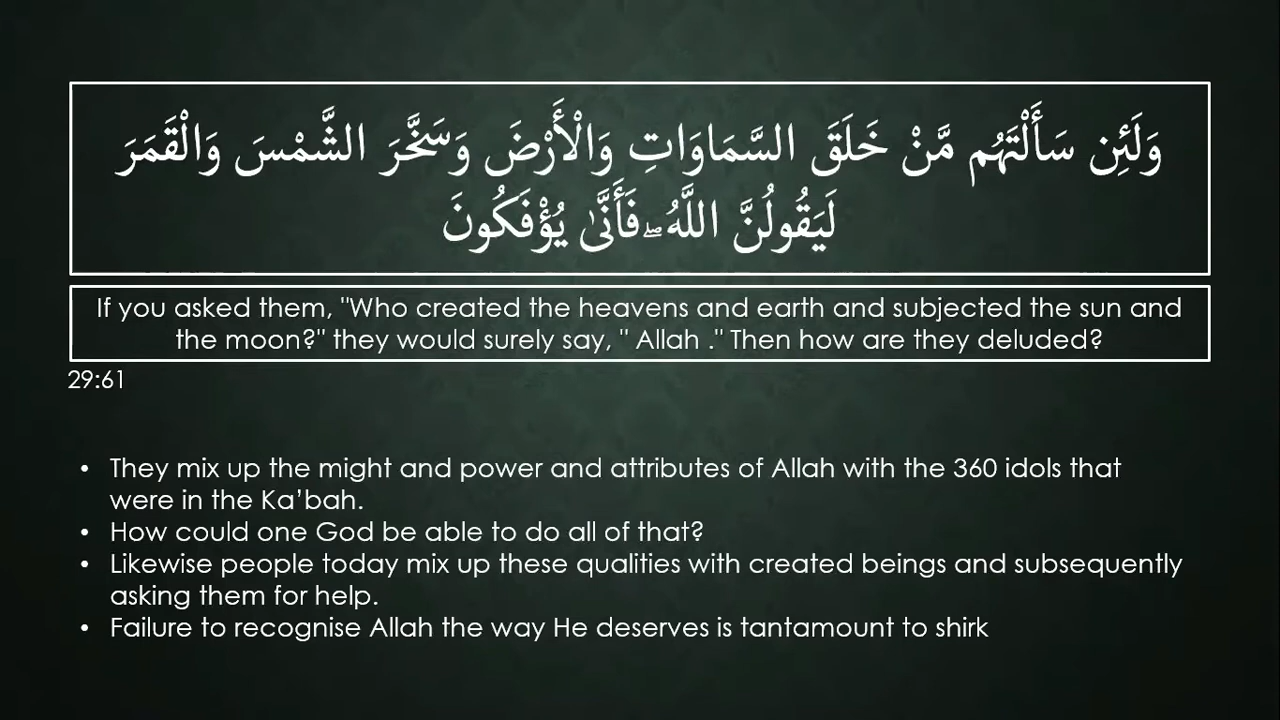 وَلَئِن سَأَلْتَهُم مَّنْ خَلَقَ السَّمَاوَاتِ وَالْأَرْضَ وَسَخَّرَ الشَّمْسَ وَالْقَمَرَ
لَيَقُولُنَّ اللَّهُ ۖ فَأَنَّىٰ يُؤْفَكُونَ
If you asked them, "Who created the heavens and earth and subjected the sun and
the moon?" they would surely say, " Allah ." Then how are they deluded?
29:61
• They mix up the might and power and attributes of Allah with the 360 idols that
were in the Ka’bah.
• How could one God be able to do all of that?
• Likewise people today mix up these qualities with created beings and subsequently
asking them for help.
• Failure to recognise Allah the way He deserves is tantamount to shirk